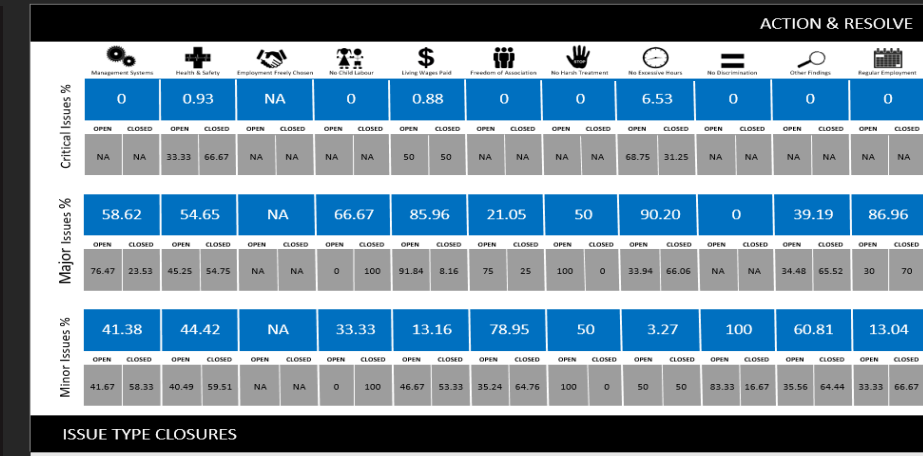 ACTION & RESOLVE
Management Systems Health & Safety Employment Freely Chosen No Child Labour Living Wages Paid Freedom of Association No Harsh Treatment No Excessive Hours No Discrimination Other Findings Regular Employment
STOP
Critical Issues %
0 0.93 NA 0 0.88 0 0 6.53 0 0 0
OPEN CLOSED OPEN CLOSED OPEN CLOSED OPEN CLOSED OPEN CLOSED OPEN CLOSED OPEN CLOSED OPEN CLOSED OPEN CLOSED OPEN CLOSED OPEN CLOSED
NA NA 33.33 66.67 NA NA NA NA 50 50 NA NA NA NA 68.75 31.25 NA NA NA NA NA NA
Major Issues %
58.62 54.65 NA 66.67 85.96 21.05 50 90.20 0 39.19 86.96
OPEN CLOSED OPEN CLOSED OPEN CLOSED OPEN CLOSED OPEN CLOSED OPEN CLOSED OPEN CLOSED OPEN CLOSED OPEN CLOSED OPEN CLOSED OPEN CLOSED
76.47 23.53 45.25 54.75 NA NA 0 100 91.84 8.16 75 25 100 0 33.94 66.06 NA NA 34.48 65.52 30 70
Minor Issues %
41.38 44.42 NA 33.33 13.16 78.95 50 3.27 100 60.81 13.04
OPEN CLOSED OPEN CLOSED OPEN CLOSED OPEN CLOSED OPEN CLOSED OPEN CLOSED OPEN CLOSED OPEN CLOSED OPEN CLOSED OPEN CLOSED OPEN CLOSED
41.67 58.33 40.49 59.51 NA NA 0 100 46.67 53.33 35.24 64.76 100 0 50 50 83.33 16.67 35.56 64.44 33.33 66.67
ISSUE TYPE CLOSURES